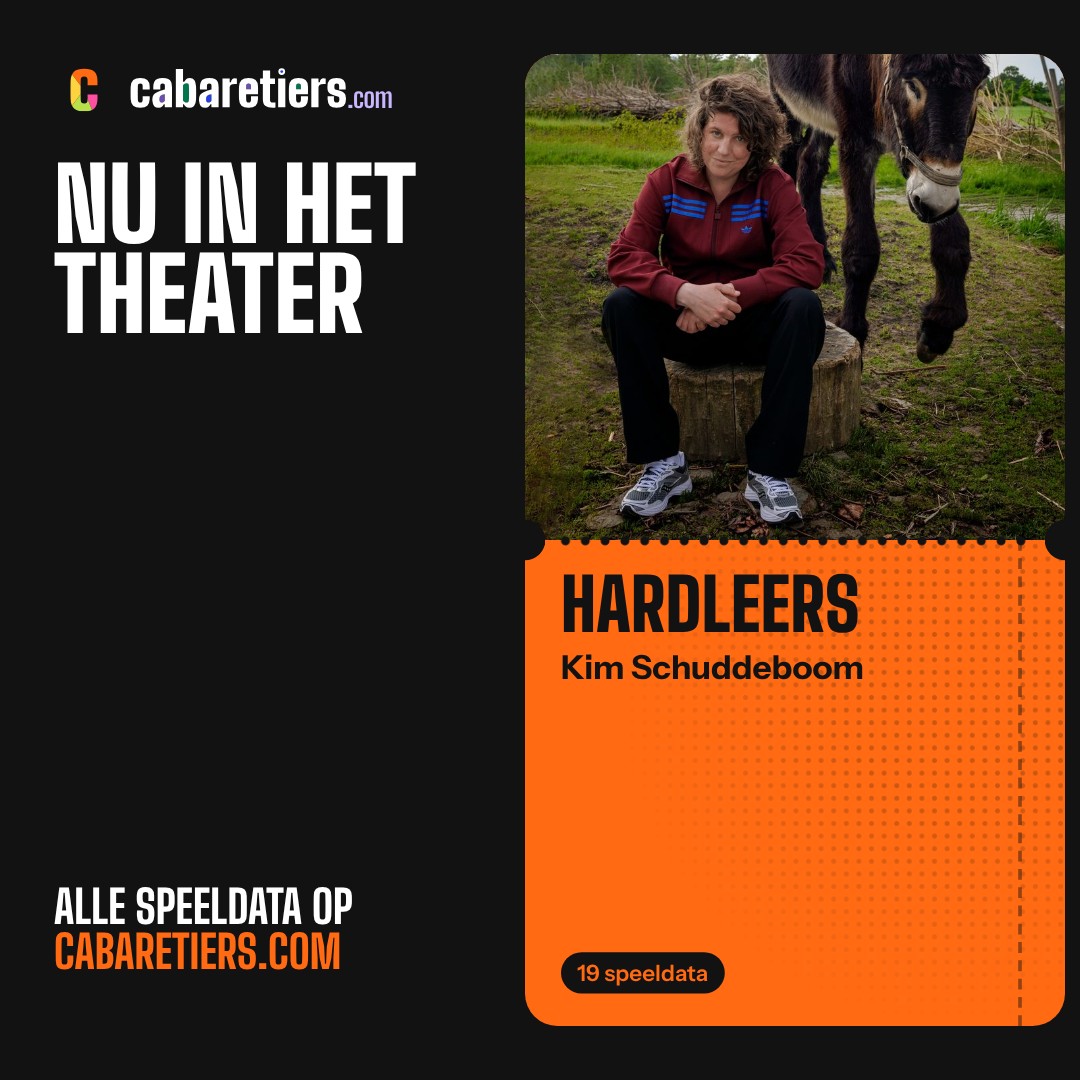 cabaretiers.com
NU IN HET
THEATER
HARDLEERS
Kim Schuddeboom
19 speeldata
ALLE SPEELDATA OP
CABARETIERS.COM